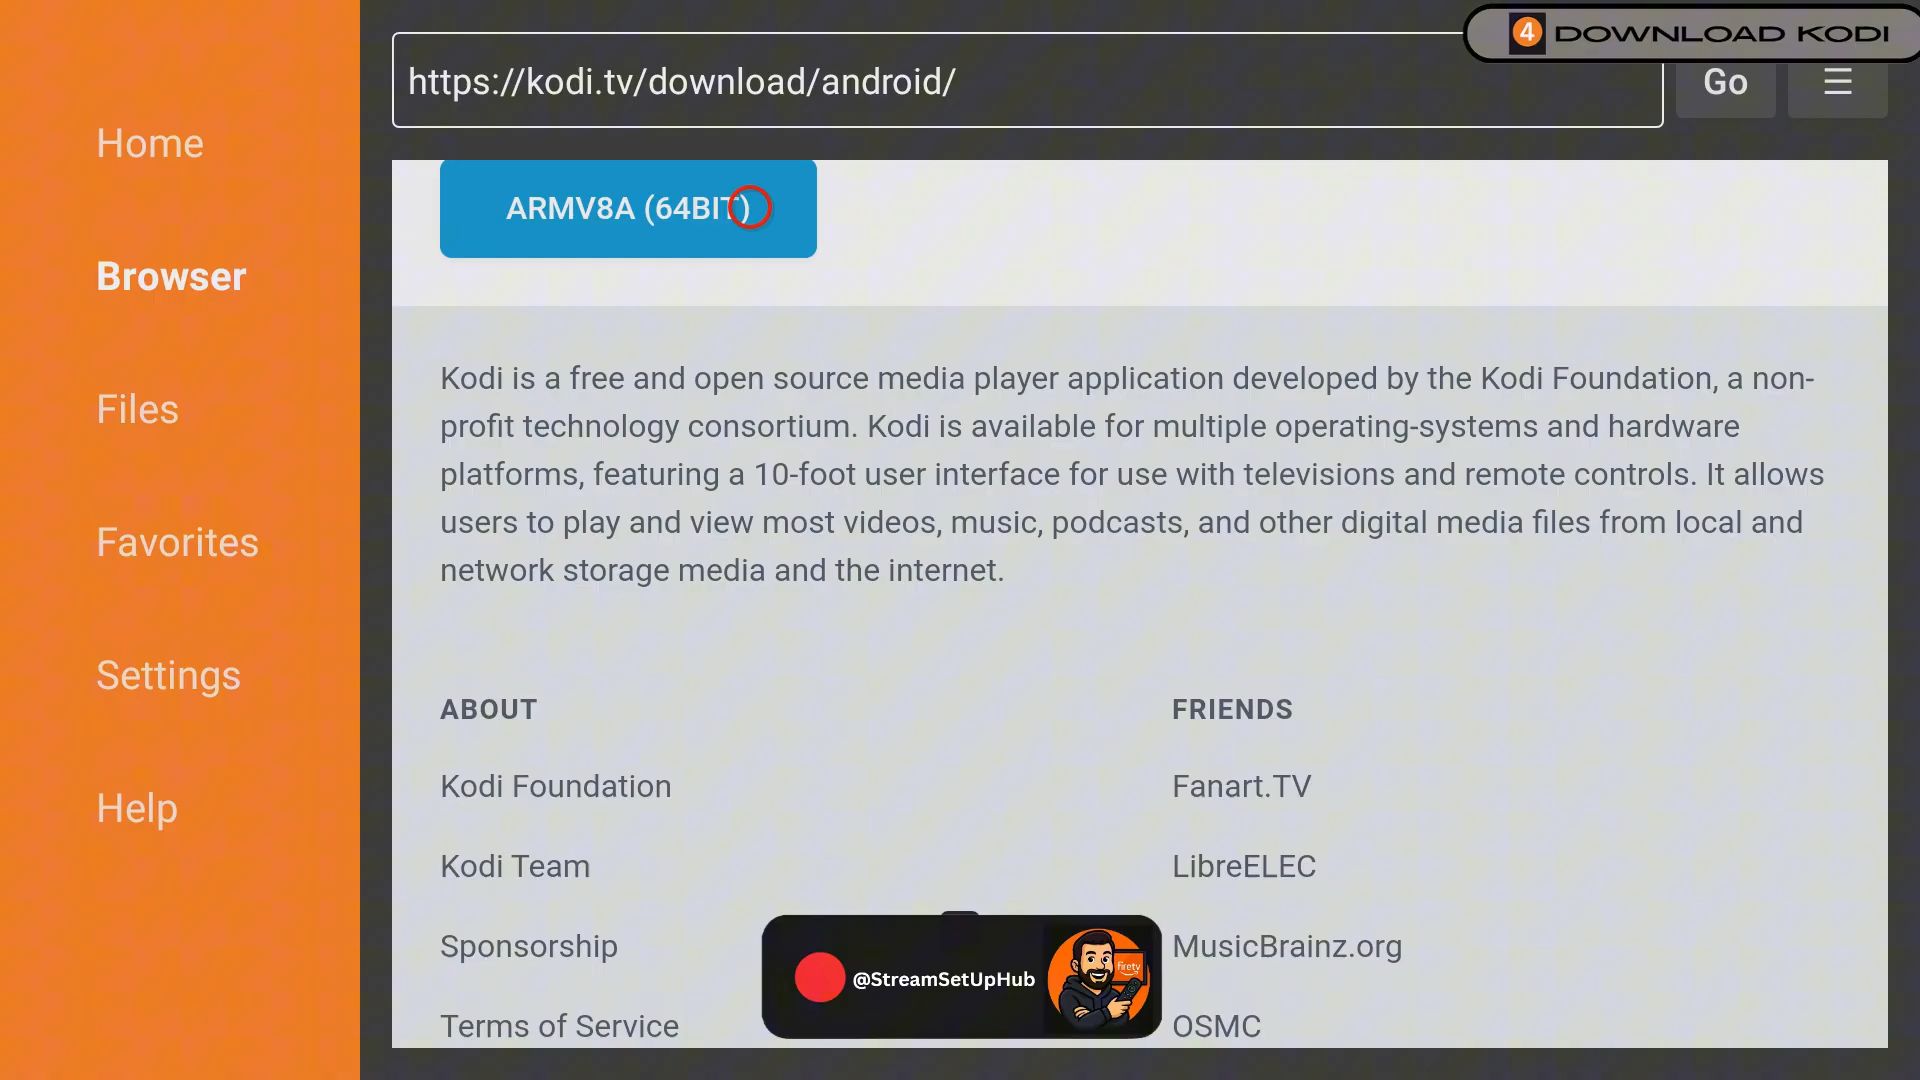 4 DOWNLOAD KODI
https://kodi.tv/download/android/
Go
Home
Browser
Files
Favorites
Settings
Help
ARMV8A (64BIT)
Kodi is a free and open source media player application developed by the Kodi Foundation, a non-
profit technology consortium. Kodi is available for multiple operating-systems and hardware
platforms, featuring a 10-foot user interface for use with televisions and remote controls. It allows
users to play and view most videos, music, podcasts, and other digital media files from local and
network storage media and the internet.
ABOUT
Kodi Foundation
Kodi Team
Sponsorship
Terms of Service
FRIENDS
Fanart.TV
LibreELEC
MusicBrainz.org
OSMC
@StreamSetUpHub
firetv